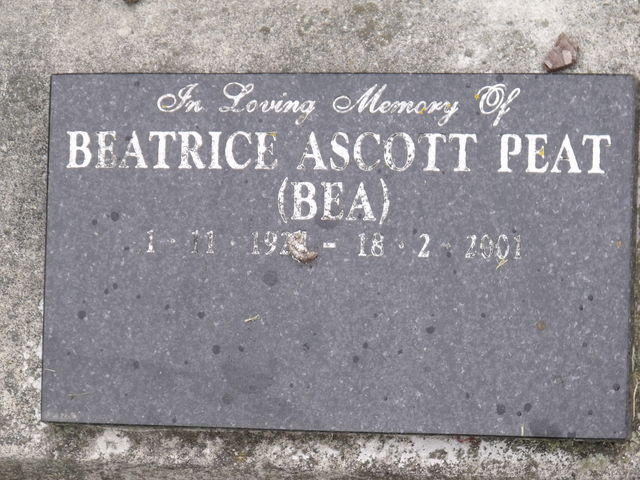 In Loving Memory Of
BEATRICE ASCOTT PEAT
(BEA)
1 · 11 · – 18 · 2 · 2001